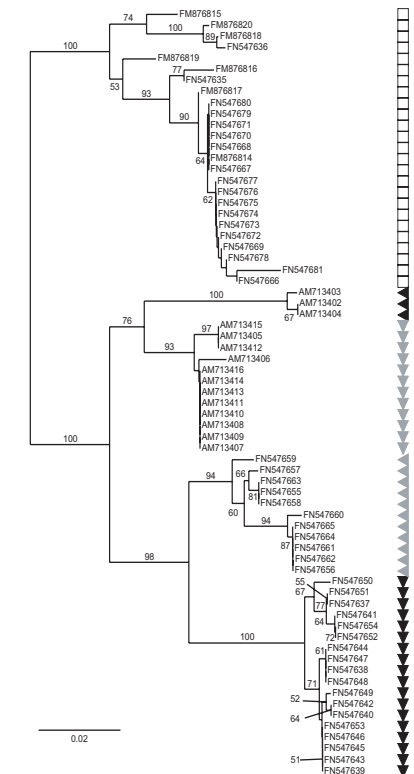 FM876815
74
FM876820
100
89
FM876818
FN547636
100
FM876819
53
77
FM876816
FN547635
93
FM876817
90
FN547680
FN547679
FN547671
FN547670
FN547668
64
FM876814
FN547667
FN547677
62
FN547676
FN547675
FN547674
FN547673
FN547672
FN547669
FN547678
FN547681
FN547666
100
AM713403
AM713402
67
AM713404
76
97
AM713415
AM713405
93
AM713412
AM713406
AM713416
AM713414
AM713413
AM713411
AM713410
AM713408
AM713409
AM713407
100
FN547659
94
66
FN547657
FN547663
81
FN547655
60
FN547658
FN547660
94
FN547665
FN547664
87
FN547661
FN547662
FN547656
98
55
FN547650
67
FN547651
77
FN547637
FN547641
64
FN547654
72
FN547652
100
61
FN547644
FN547647
FN547638
71
FN547648
52
FN547649
FN547642
64
FN547640
FN547653
FN547646
FN547645
51
FN547643
FN547639
0.02